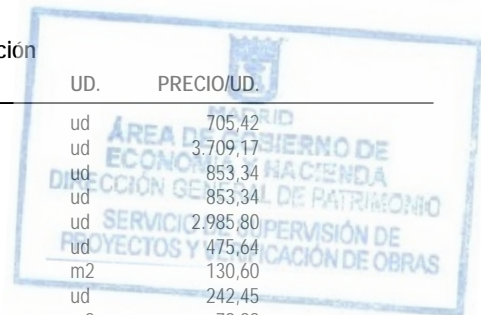 ción
UD. PRECIO/UD.
MADRID
ud 705,42
ÁREA DE GOBIERNO DE
ud 3.709,17
ECONOMÍA Y HACIENDA
ud 853,34
DIRECCIÓN GENERAL DE PATRIMONIO
ud 853,34
SERVICIO DE SUPERVISIÓN DE
ud 2.985,80
PROYECTOS Y VERIFICACIÓN DE OBRAS
ud 475,64
m2 130,60
ud 242,45